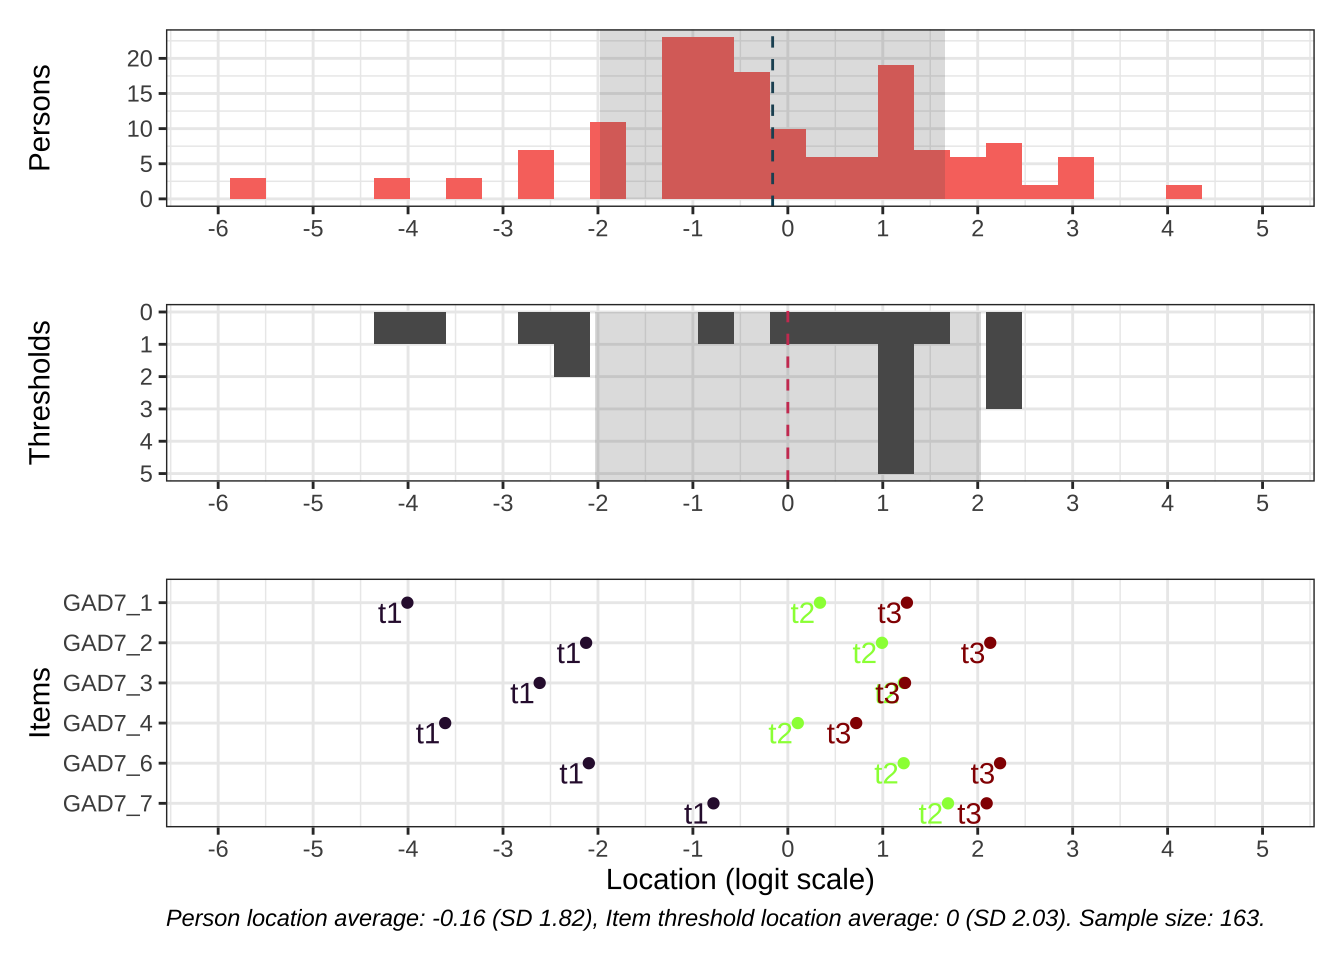 Persons
20
15
10
5
0
-6 -5 -4 -3 -2 -1 0 1 2 3 4 5
Thresholds
0
1
2
3
4
5
-6 -5 -4 -3 -2 -1 0 1 2 3 4 5
Items
GAD7_1 t1 t2 t3
GAD7_2 t1 t2 t3
GAD7_3 t1 t3
GAD7_4 t1 t2 t3
GAD7_6 t1 t2 t3
GAD7_7 t1 t2 t3
-6 -5 -4 -3 -2 -1 0 1 2 3 4 5
Location (logit scale)
Person location average: -0.16 (SD 1.82), Item threshold location average: 0 (SD 2.03). Sample size: 163.